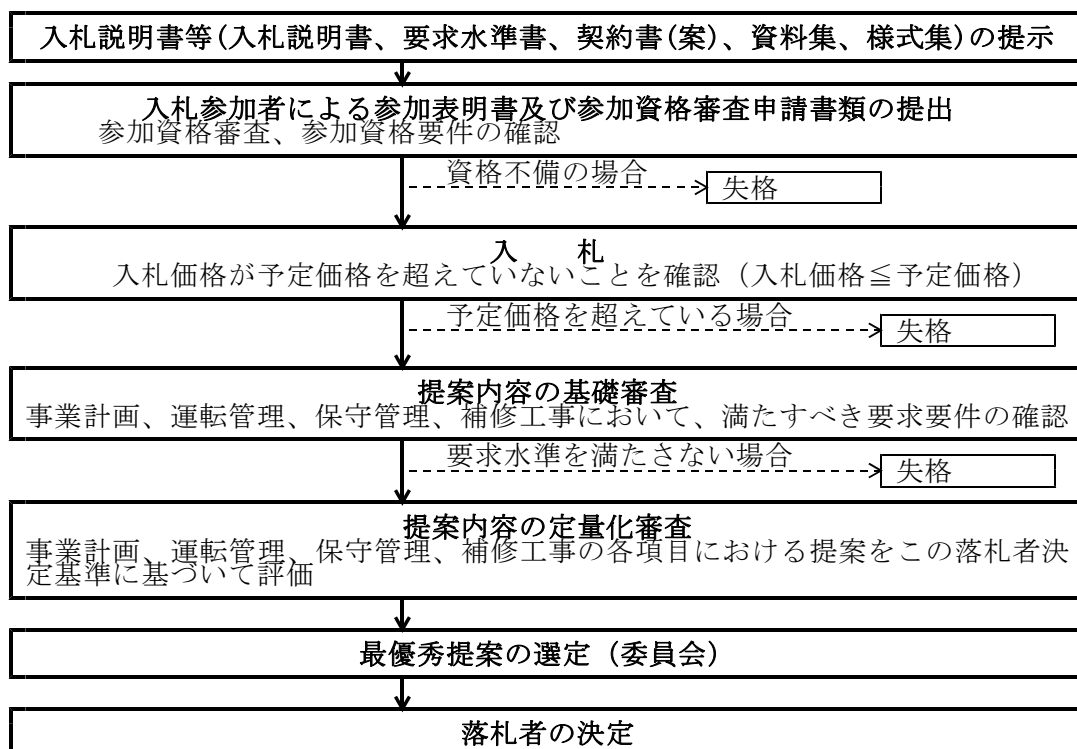 入札説明書等(入札説明書、要求水準書、契約書(案)、資料集、様式集)の提示
入札参加者による参加表明書及び参加資格審査申請書類の提出
参加資格審査、参加資格要件の確認
資格不備の場合
失格
入　　札
入札価格が予定価格を超えていないことを確認（入札価格≦予定価格）
予定価格を超えている場合
失格
提案内容の基礎審査
事業計画、運転管理、保守管理、補修工事において、満たすべき要求要件の確認
要求水準を満たさない場合
失格
提案内容の定量化審査
事業計画、運転管理、保守管理、補修工事の各項目における提案をこの落札者決
定基準に基づいて評価
最優秀提案の選定（委員会）
落札者の決定